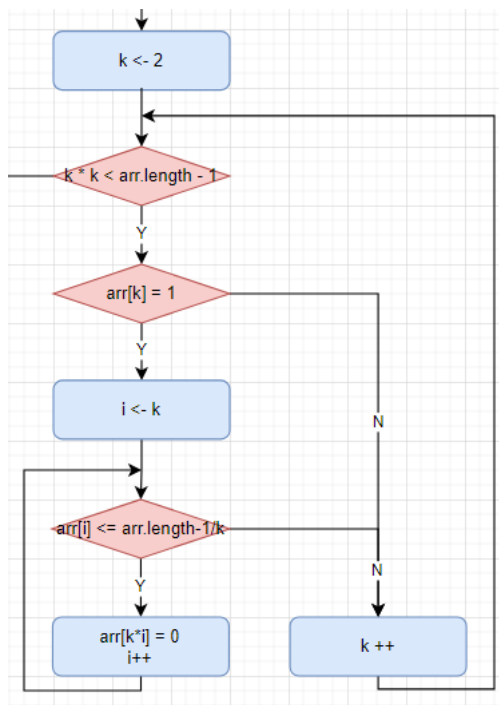 k <- 2
k * k < arr.length - 1
Y
arr[k] = 1
Y
N
i <- k
arr[i] <= arr.length-1/k
Y
N
arr[k*i] = 0
i++
k ++